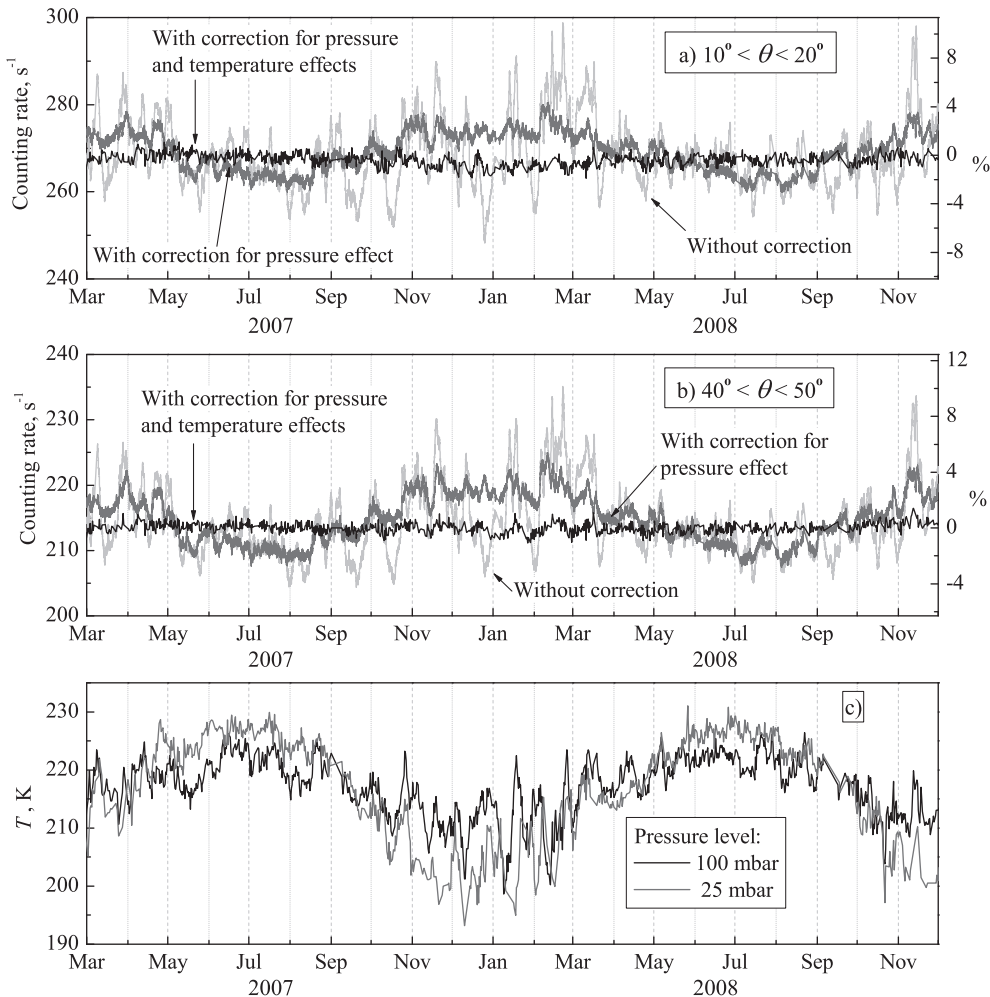 300
280
260
240
Counting rate, s-1
With correction for pressure
and temperature effects
a) 10° < θ < 20°
8
4
0
-4
-8
%
With correction for pressure effect
Without correction
Mar May Jul Sep Nov Jan Mar May Jul Sep Nov
2007 2008
240
230
220
210
200
Counting rate, s-1
With correction for pressure
and temperature effects
b) 40° < θ < 50°
With correction for
pressure effect
12
8
4
0
-4
%
Without correction
Mar May Jul Sep Nov Jan Mar May Jul Sep Nov
2007 2008
230
220
210
200
190
T , K
c)
Pressure level:
100 mbar
25 mbar
Mar May Jul Sep Nov Jan Mar May Jul Sep Nov
2007 2008